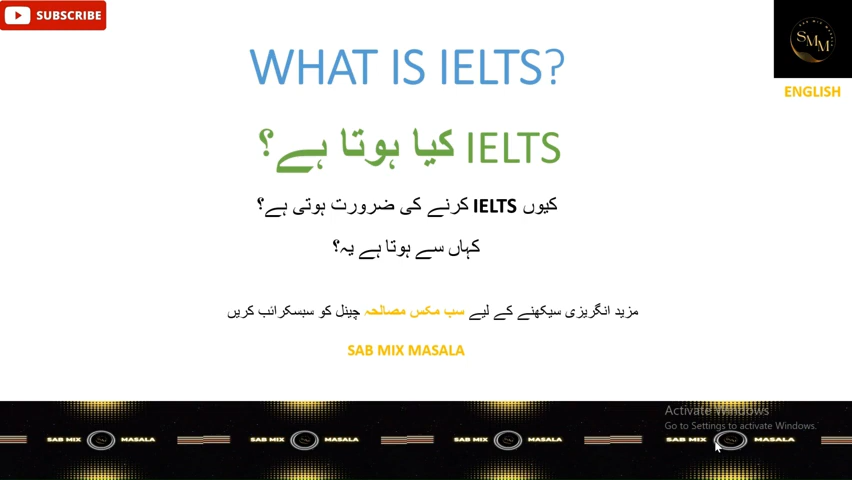 SUBSCRIBE
SMM
ENGLISH
WHAT IS IELTS?
IELTS کیا ہوتا ہے؟
کیوں IELTS کرنے کی ضرورت ہوتی ہے؟
کہاں سے ہوتا ہے یہ؟
مزید انگریزی سیکھنے کے لیے سب مکس مصالحہ چینل کو سبسکرائب کریں
SAB MIX MASALA
Activate Windows
Go to Settings to activate Windows.
SAB MIX MASALA SAB MIX MASALA SAB MIX MASALA SAB MIX MASALA